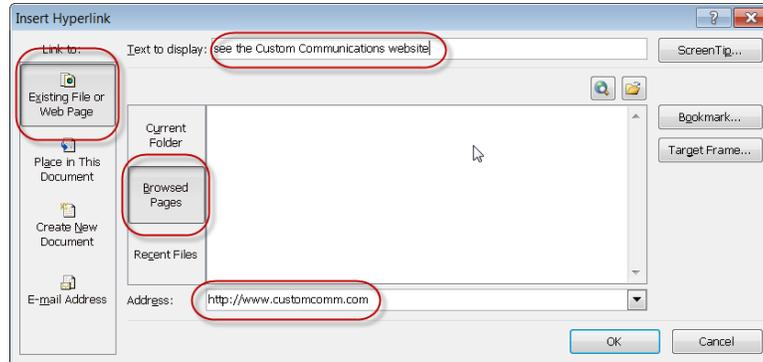 Insert Hyperlink
Link to:
Text to display: see the Custom Communications website
ScreenTip...
Existing File or
Web Page
Current
Folder
Bookmark...
Target Frame...
Place in This
Document
Browsed
Pages
Create New
Document
Recent Files
E-mail Address
Address: http://www.customcomm.com
OK
Cancel